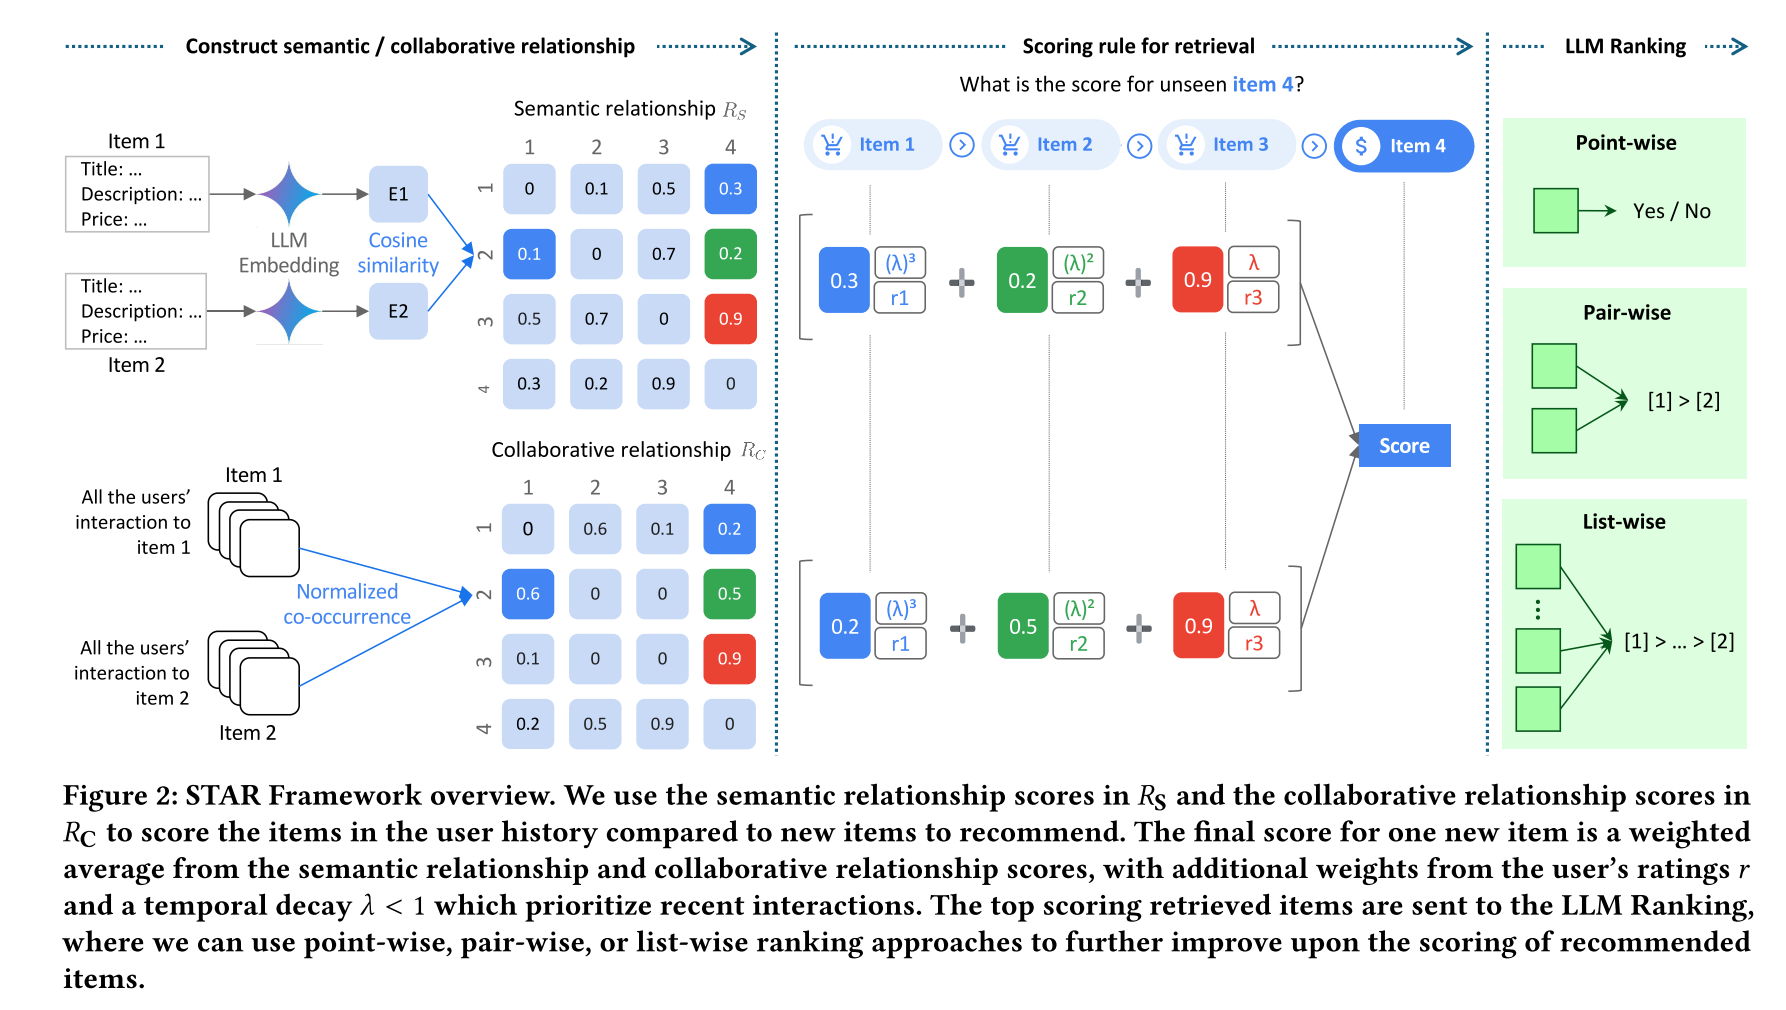 Construct semantic / collaborative relationship
Semantic relationship R_S
Item 1
Title: ...
Description: ...
Price: ...
LLM
Embedding
E1
Cosine
similarity
Title: ...
Description: ...
Price: ...
Item 2
E2
1 2 3 4
1 0 0.1 0.5 0.3
2 0.1 0 0.7 0.2
3 0.5 0.7 0 0.9
4 0.3 0.2 0.9 0
Collaborative relationship R_C
Item 1
All the users’
interaction to
item 1
Normalized
co-occurrence
All the users’
interaction to
item 2
Item 2
1 2 3 4
1 0 0.6 0.1 0.2
2 0.6 0 0 0.5
3 0.1 0 0 0.9
4 0.2 0.5 0.9 0
Scoring rule for retrieval
What is the score for unseen item 4?
Item 1 > Item 2 > Item 3 > $ Item 4
0.3 (λ)³ r1 + 0.2 (λ)² r2 + 0.9 λ r3
Score
0.2 (λ)³ r1 + 0.5 (λ)² r2 + 0.9 λ r3
LLM Ranking
Point-wise
Yes / No
Pair-wise
[1] > [2]
List-wise
[1] > ... > [2]
Figure 2: STAR Framework overview. We use the semantic relationship scores in R_S and the collaborative relationship scores in
R_C to score the items in the user history compared to new items to recommend. The final score for one new item is a weighted
average from the semantic relationship and collaborative relationship scores, with additional weights from the user’s ratings r
and a temporal decay λ < 1 which prioritize recent interactions. The top scoring retrieved items are sent to the LLM Ranking,
where we can use point-wise, pair-wise, or list-wise ranking approaches to further improve upon the scoring of recommended
items.